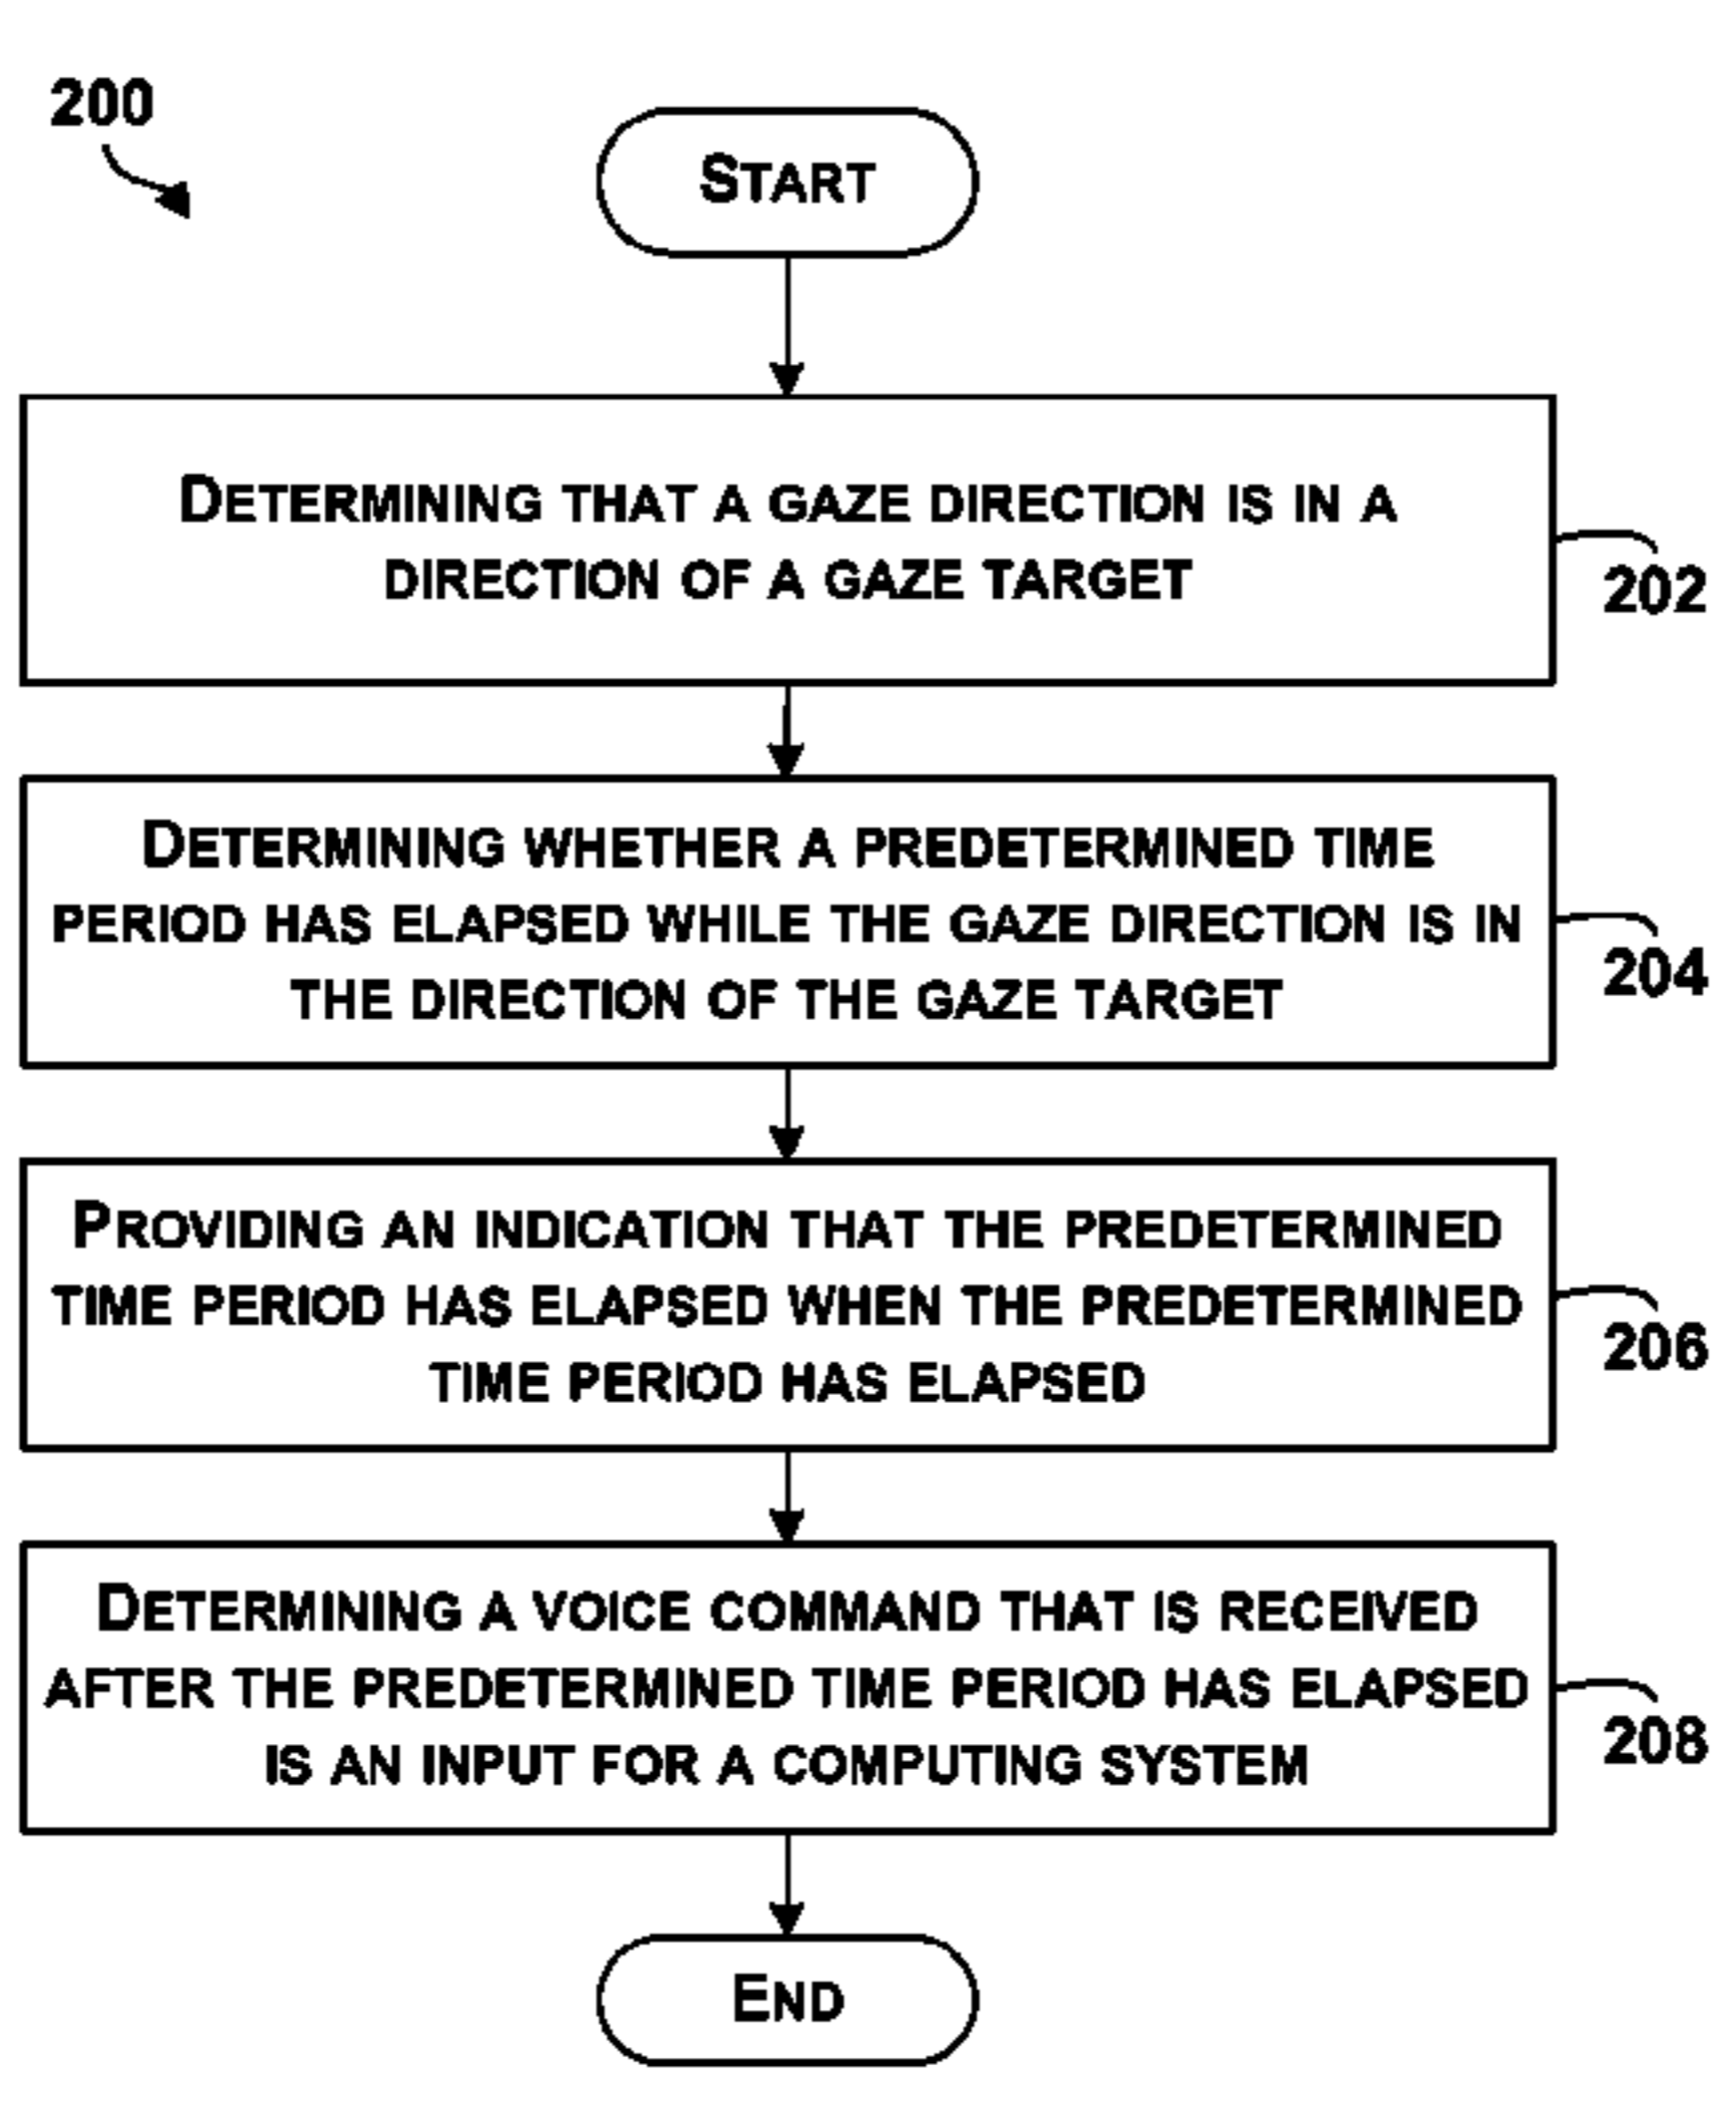 200
START
DETERMINING THAT A GAZE DIRECTION IS IN A
DIRECTION OF A GAZE TARGET
202
DETERMINING WHETHER A PREDETERMINED TIME
PERIOD HAS ELAPSED WHILE THE GAZE DIRECTION IS IN
THE DIRECTION OF THE GAZE TARGET
204
PROVIDING AN INDICATION THAT THE PREDETERMINED
TIME PERIOD HAS ELAPSED WHEN THE PREDETERMINED
TIME PERIOD HAS ELAPSED
206
DETERMINING A VOICE COMMAND THAT IS RECEIVED
AFTER THE PREDETERMINED TIME PERIOD HAS ELAPSED
IS AN INPUT FOR A COMPUTING SYSTEM
208
END